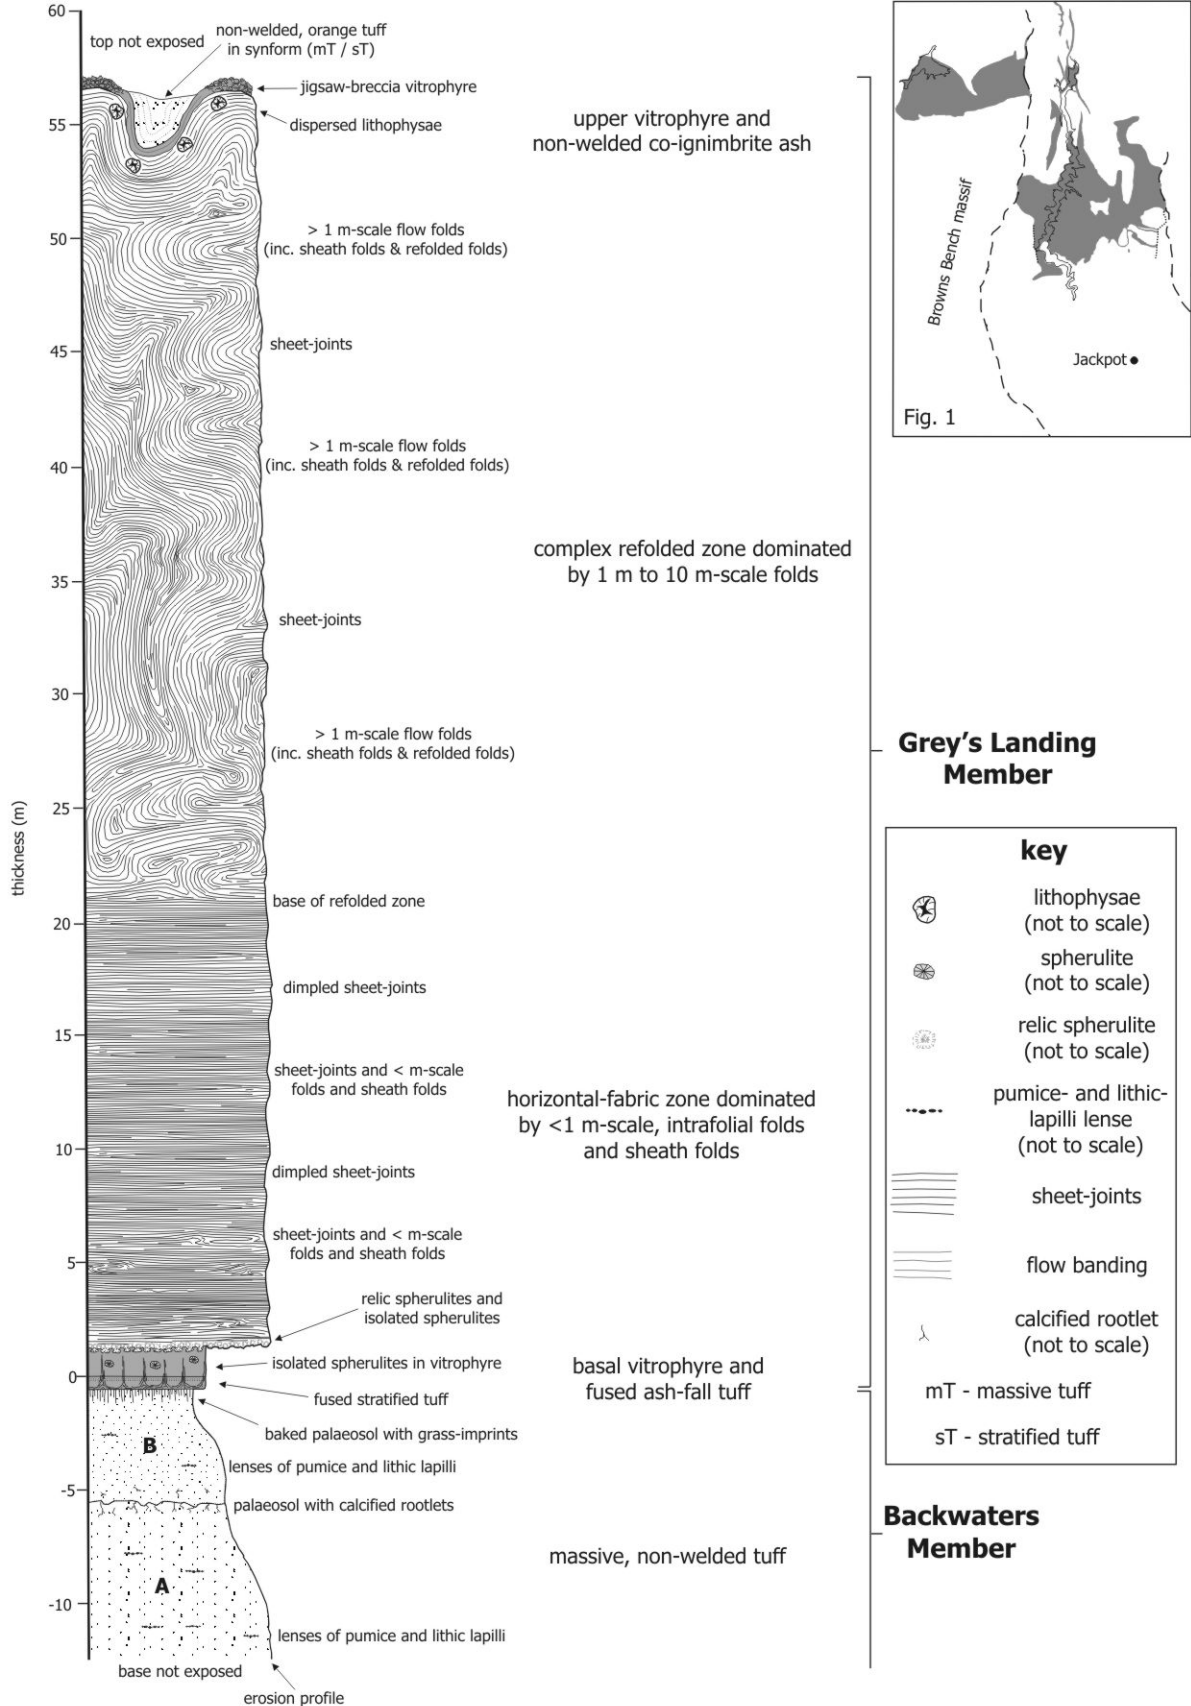 60
top not exposed
non-welded, orange tuff
in synform (mT / sT)
jigsaw-breccia vitrophyre
55
dispersed lithophysae
upper vitrophyre and
non-welded co-ignimbrite ash
50
> 1 m-scale flow folds
(inc. sheath folds & refolded folds)
45
sheet-joints
40
> 1 m-scale flow folds
(inc. sheath folds & refolded folds)
complex refolded zone dominated
by 1 m to 10 m-scale folds
35
sheet-joints
30
> 1 m-scale flow folds
(inc. sheath folds & refolded folds)
25
thickness (m)
base of refolded zone
20
dimpled sheet-joints
15
sheet-joints and < m-scale
folds and sheath folds
horizontal-fabric zone dominated
by <1 m-scale, intrafolial folds
and sheath folds
10
dimpled sheet-joints
sheet-joints and < m-scale
folds and sheath folds
5
relic spherulites and
isolated spherulites
isolated spherulites in vitrophyre
0
fused stratified tuff
basal vitrophyre and
fused ash-fall tuff
baked palaeosol with grass-imprints
B
lenses of pumice and lithic lapilli
-5
palaeosol with calcified rootlets
massive, non-welded tuff
A
-10
lenses of pumice and lithic lapilli
base not exposed
erosion profile
Browns Bench massif
Jackpot
Fig. 1
Grey's Landing
Member
key
lithophysae
(not to scale)
spherulite
(not to scale)
relic spherulite
(not to scale)
pumice- and lithic-
lapilli lense
(not to scale)
sheet-joints
flow banding
calcified rootlet
(not to scale)
mT - massive tuff
sT - stratified tuff
Backwaters
Member